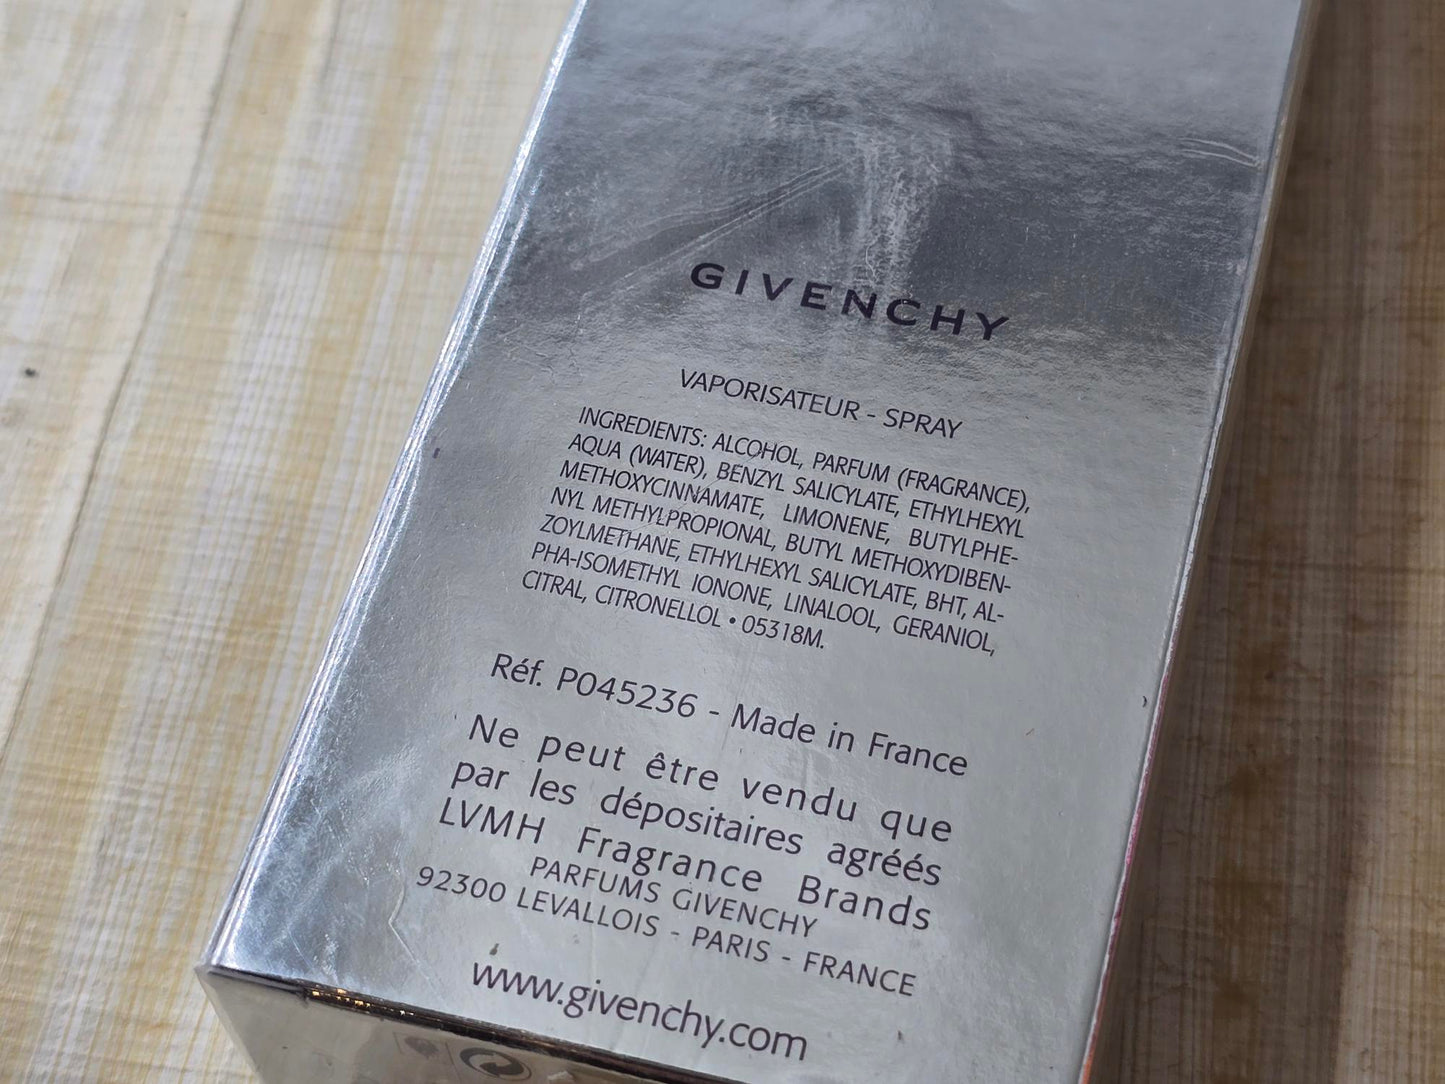 GIVENCHY
VAPORISATEUR - SPRAY
INGREDIENTS: ALCOHOL, PARFUM (FRAGRANCE),
AQUA (WATER), BENZYL SALICYLATE, ETHYLHEXYL
METHOXYCINNAMATE, LIMONENE, BUTYLPHE-
NYL METHYLPROPIONAL, BUTYL METHOXYDIBEN-
ZOYLMETHANE, ETHYLHEXYL SALICYLATE, BHT, AL-
PHA-ISOMETHYL IONONE, LINALOOL, GERANIOL,
CITRAL, CITRONELLOL • 05318M.
Réf. P045236 - Made in France
Ne peut être vendu que
par les dépositaires agréés
LVMH Fragrance Brands
PARFUMS GIVENCHY
92300 LEVALLOIS - PARIS - FRANCE
www.givenchy.com